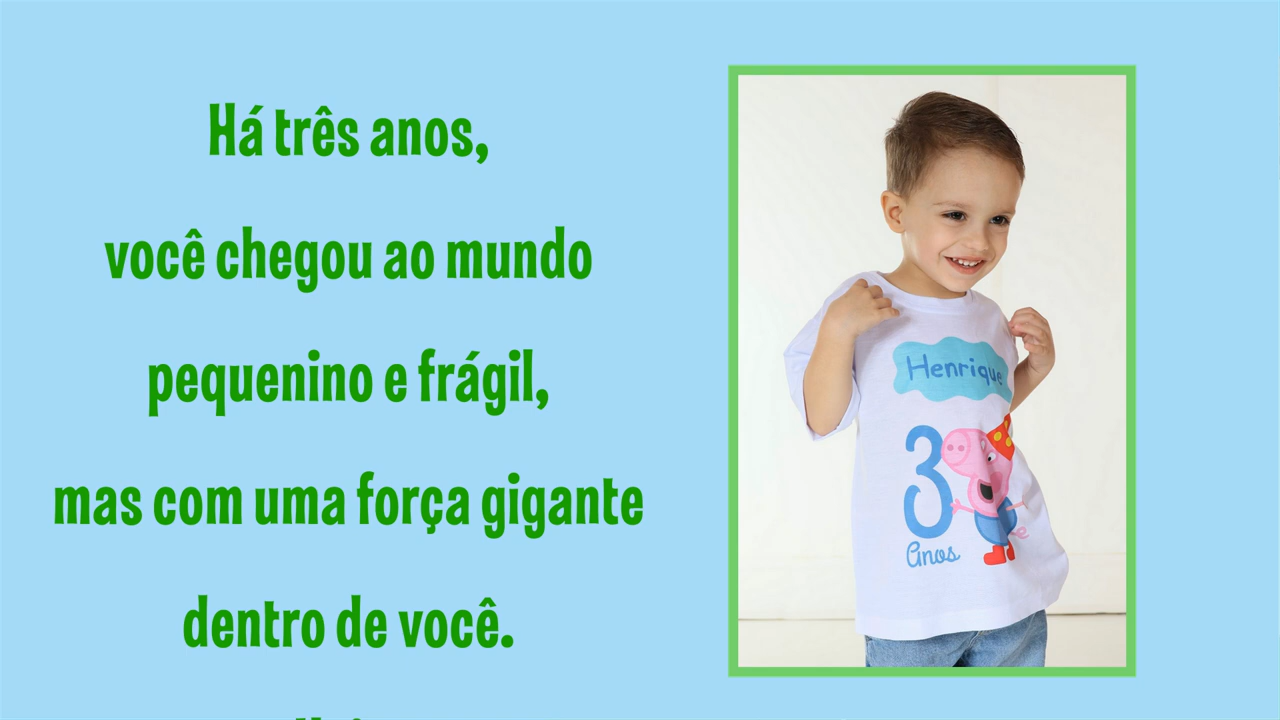 Há três anos,
você chegou ao mundo
pequenino e frágil,
mas com uma força gigante
dentro de você.
Henrique
3
Anos